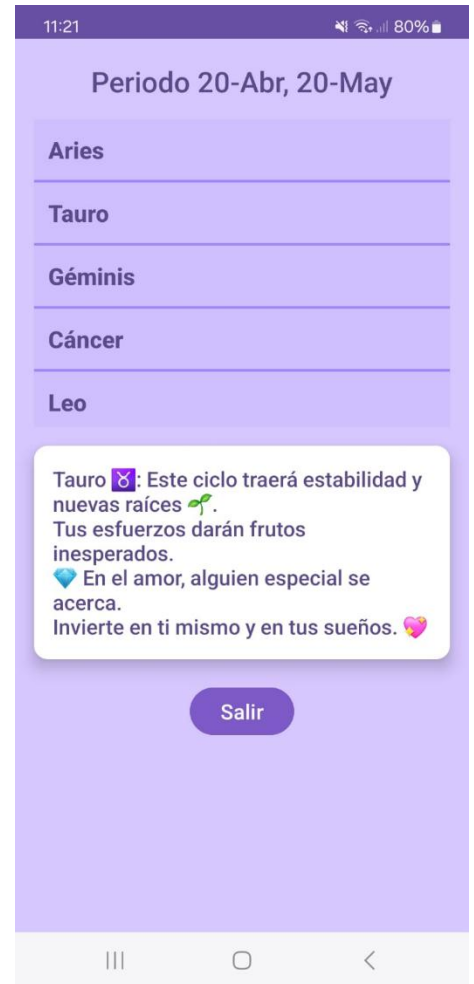 11:21 80%
Periodo 20-Abr, 20-May
Aries
Tauro
Géminis
Cáncer
Leo
Tauro ♉: Este ciclo traerá estabilidad y
nuevas raíces 🌱.
Tus esfuerzos darán frutos
inesperados.
💎 En el amor, alguien especial se
acerca.
Invierte en ti mismo y en tus sueños. 💖
Salir